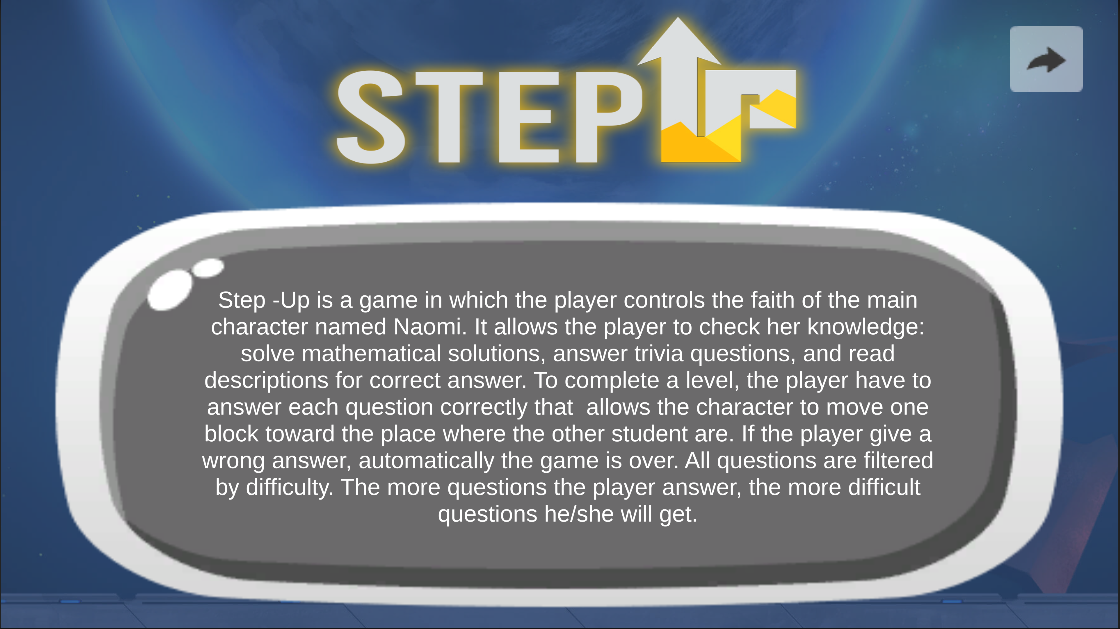 STEP UP
Step -Up is a game in which the player controls the faith of the main
character named Naomi. It allows the player to check her knowledge:
solve mathematical solutions, answer trivia questions, and read
descriptions for correct answer. To complete a level, the player have to
answer each question correctly that  allows the character to move one
block toward the place where the other student are. If the player give a
wrong answer, automatically the game is over. All questions are filtered
by difficulty. The more questions the player answer, the more difficult
questions he/she will get.